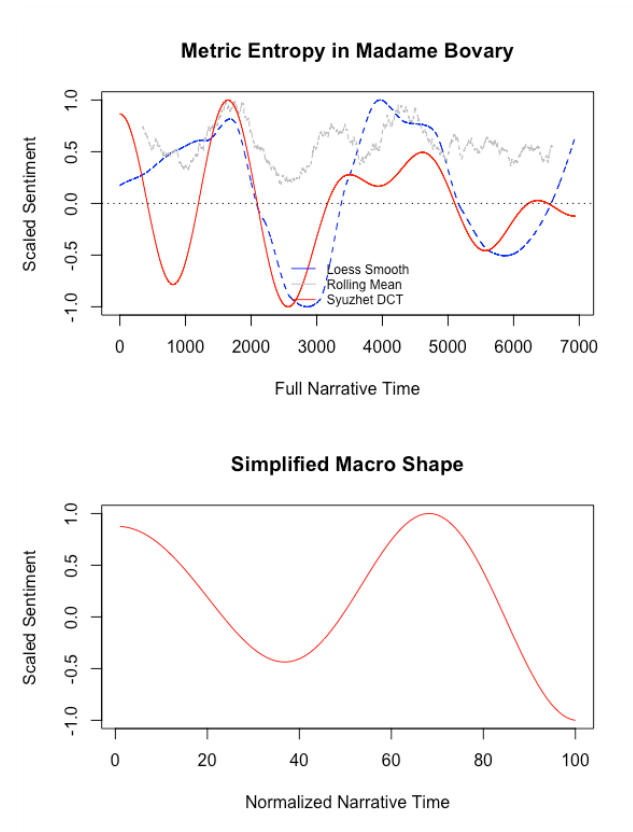 Metric Entropy in Madame Bovary
Scaled Sentiment
1.0
0.5
0.0
-0.5
-1.0
Loess Smooth
Rolling Mean
Syuzhet DCT
0 1000 2000 3000 4000 5000 6000 7000
Full Narrative Time
Simplified Macro Shape
Scaled Sentiment
1.0
0.5
0.0
-0.5
-1.0
0 20 40 60 80 100
Normalized Narrative Time